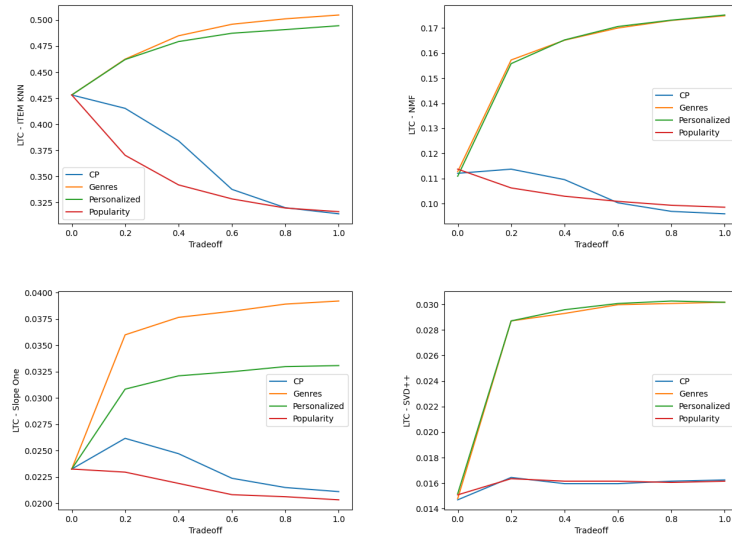 0.500
0.475
0.450
0.425
0.400
0.375
0.350
0.325
LTC - ITEM KNN
CP
Genres
Personalized
Popularity
0.0 0.2 0.4 0.6 0.8 1.0
Tradeoff
0.17
0.16
0.15
0.14
0.13
0.12
0.11
0.10
LTC - NMF
CP
Genres
Personalized
Popularity
0.0 0.2 0.4 0.6 0.8 1.0
Tradeoff
0.0400
0.0375
0.0350
0.0325
0.0300
0.0275
0.0250
0.0225
0.0200
LTC - Slope One
CP
Genres
Personalized
Popularity
0.0 0.2 0.4 0.6 0.8 1.0
Tradeoff
0.030
0.028
0.026
0.024
0.022
0.020
0.018
0.016
0.014
LTC - SVD++
CP
Genres
Personalized
Popularity
0.0 0.2 0.4 0.6 0.8 1.0
Tradeoff